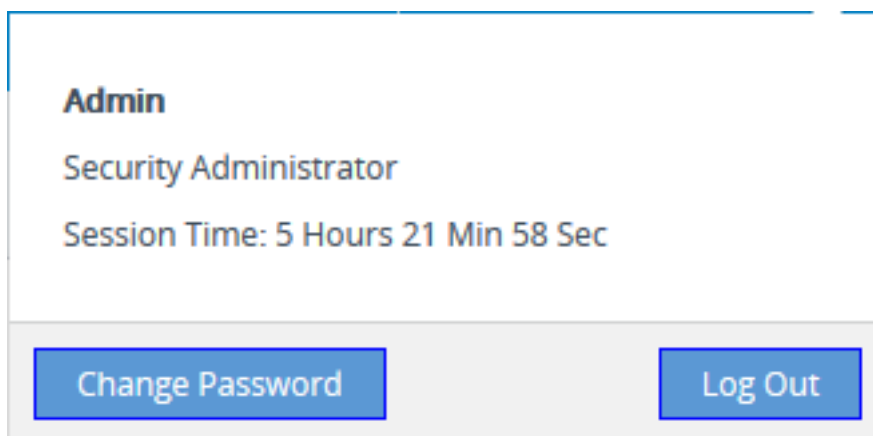 Admin
Security Administrator
Session Time: 5 Hours 21 Min 58 Sec
Change Password
Log Out